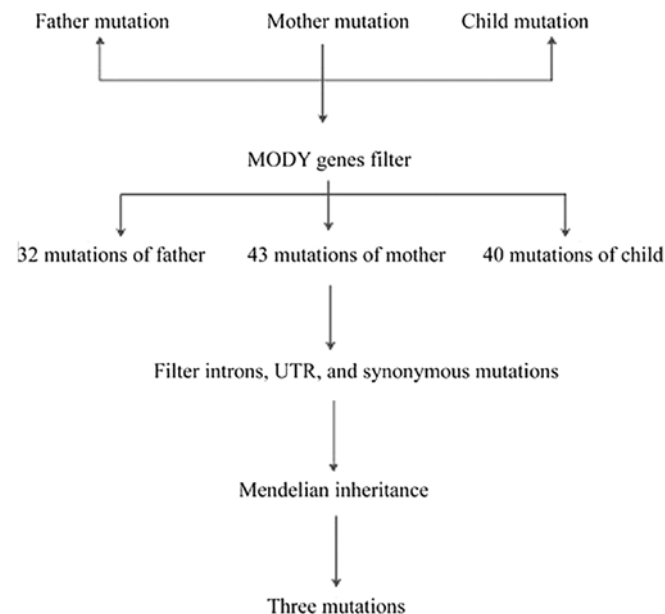 Father mutation Mother mutation Child mutation
MODY genes filter
32 mutations of father 43 mutations of mother 40 mutations of child
Filter introns, UTR, and synonymous mutations
Mendelian inheritance
Three mutations